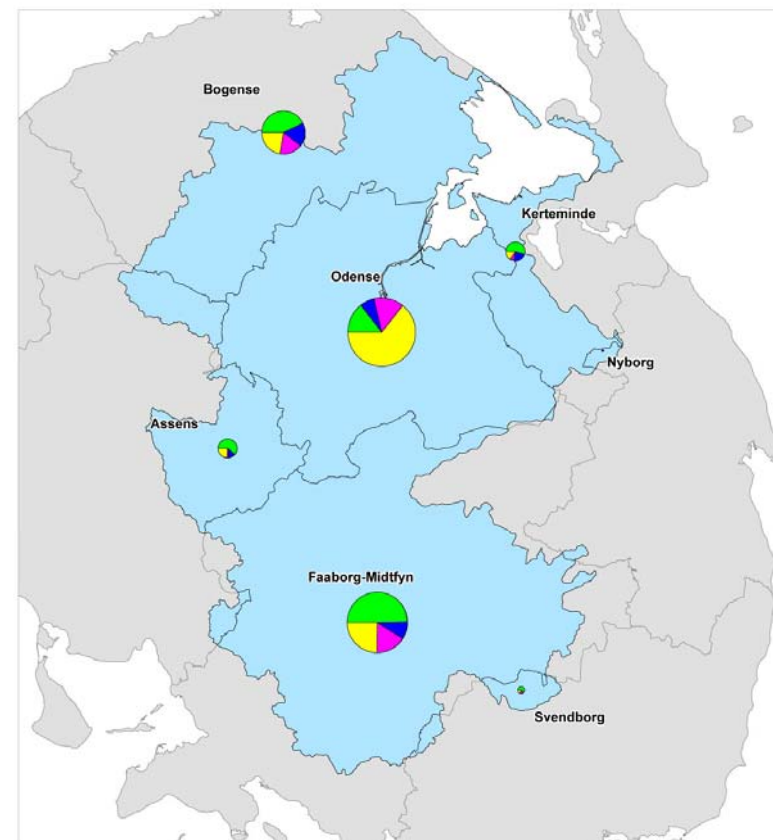 Bogense
Kerteminde
Odense
Nyborg
Assens
Faaborg-Midtfyn
Svendborg